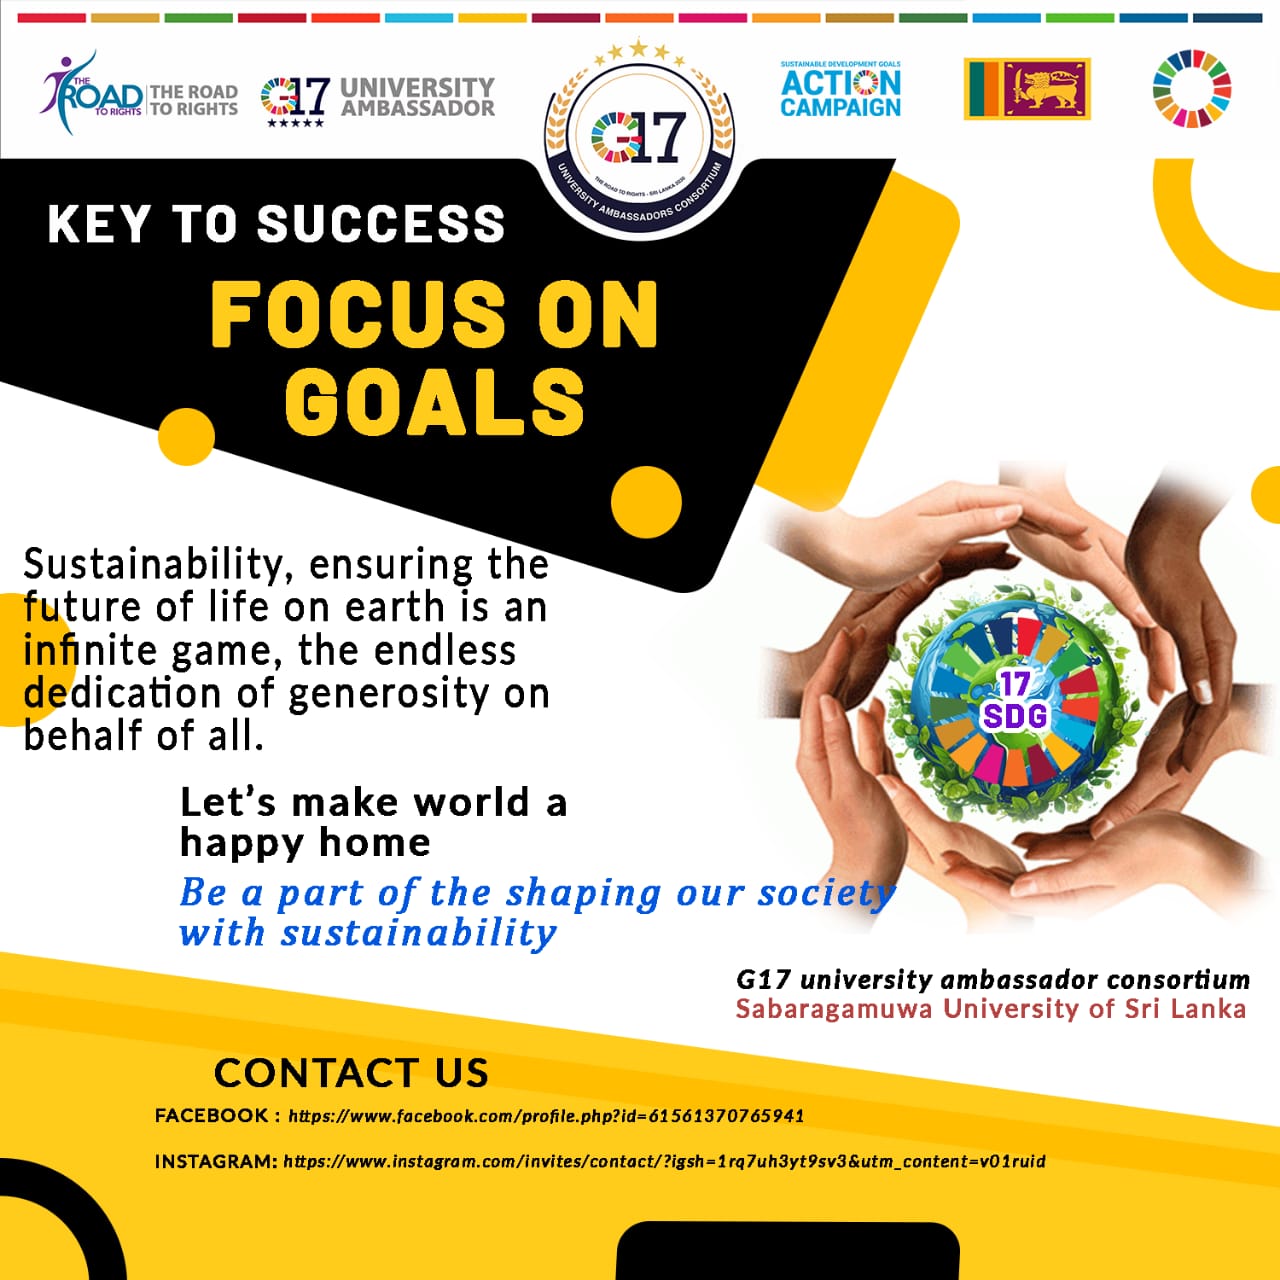 THE
ROAD
TO RIGHTS
THE ROAD
TO RIGHTS
G17
UNIVERSITY
AMBASSADOR
G17
THE ROAD TO RIGHTS - SRI LANKA 2020
UNIVERSITY AMBASSADORS CONSORTIUM
SUSTAINABLE DEVELOPMENT GOALS
ACTION
CAMPAIGN
KEY TO SUCCESS
FOCUS ON
GOALS
Sustainability, ensuring the
future of life on earth is an
infinite game, the endless
dedication of generosity on
behalf of all.
17
SDG
Let's make world a
happy home
Be a part of the shaping our society
with sustainability
G17 university ambassador consortium
Sabaragamuwa University of Sri Lanka
CONTACT US
FACEBOOK : https://www.facebook.com/profile.php?id=61561370765941
INSTAGRAM: https://www.instagram.com/invites/contact/?igsh=1rq7uh3yt9sv3&utm_content=v01ruid